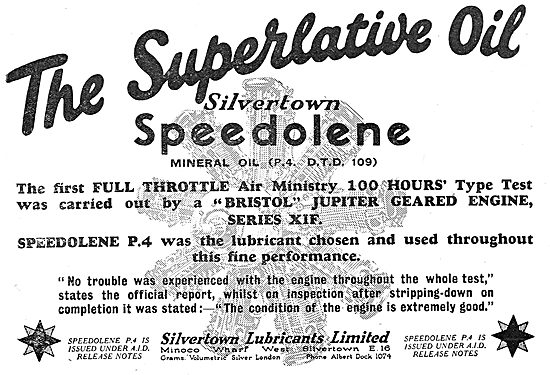 The Superlative Oil
Silvertown
Speedolene
MINERAL OIL (P.4. D.T.D. 109)
The first FULL THROTTLE Air Ministry 100 HOURS' Type Test
was carried out by a "BRISTOL" JUPITER GEARED ENGINE,
SERIES XIF.
SPEEDOLENE P.4 was the lubricant chosen and used throughout
this fine performance.
"No trouble was experienced with the engine throughout the whole test,"
states the official report, whilst on inspection after stripping-down on
completion it was stated:—"The condition of the engine is extremely good."
SPEEDOLENE P.4 IS
ISSUED UNDER A.I.D.
RELEASE NOTES
Silvertown Lubricants Limited
Minoco Wharf West Silvertown E.16
Grams. Volumetric Silver London Phone Albert Dock 1074
SPEEDOLENE P.4 IS
ISSUED UNDER A.I.D.
RELEASE NOTES